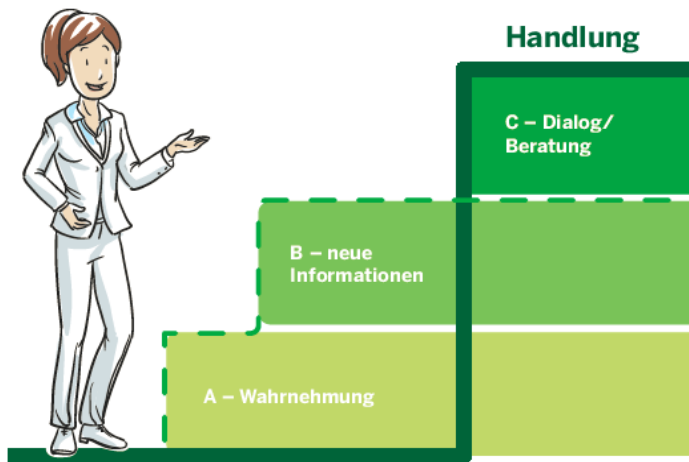 Handlung
C – Dialog/
Beratung
B – neue
Informationen
A – Wahrnehmung